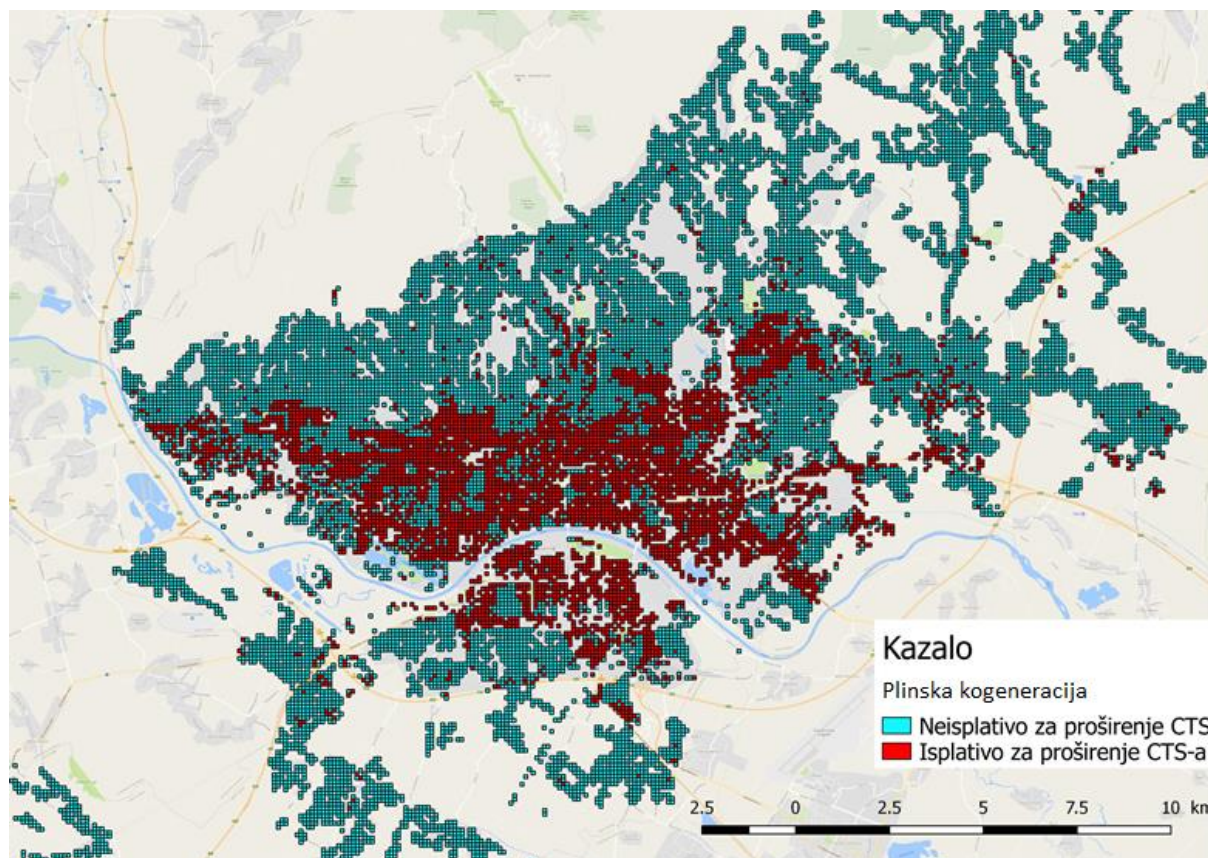 Kazalo
Plinska kogeneracija
Neisplativo za proširenje CTS
Isplativo za proširenje CTS-a
2.5 0 2.5 5 7.5 10 km